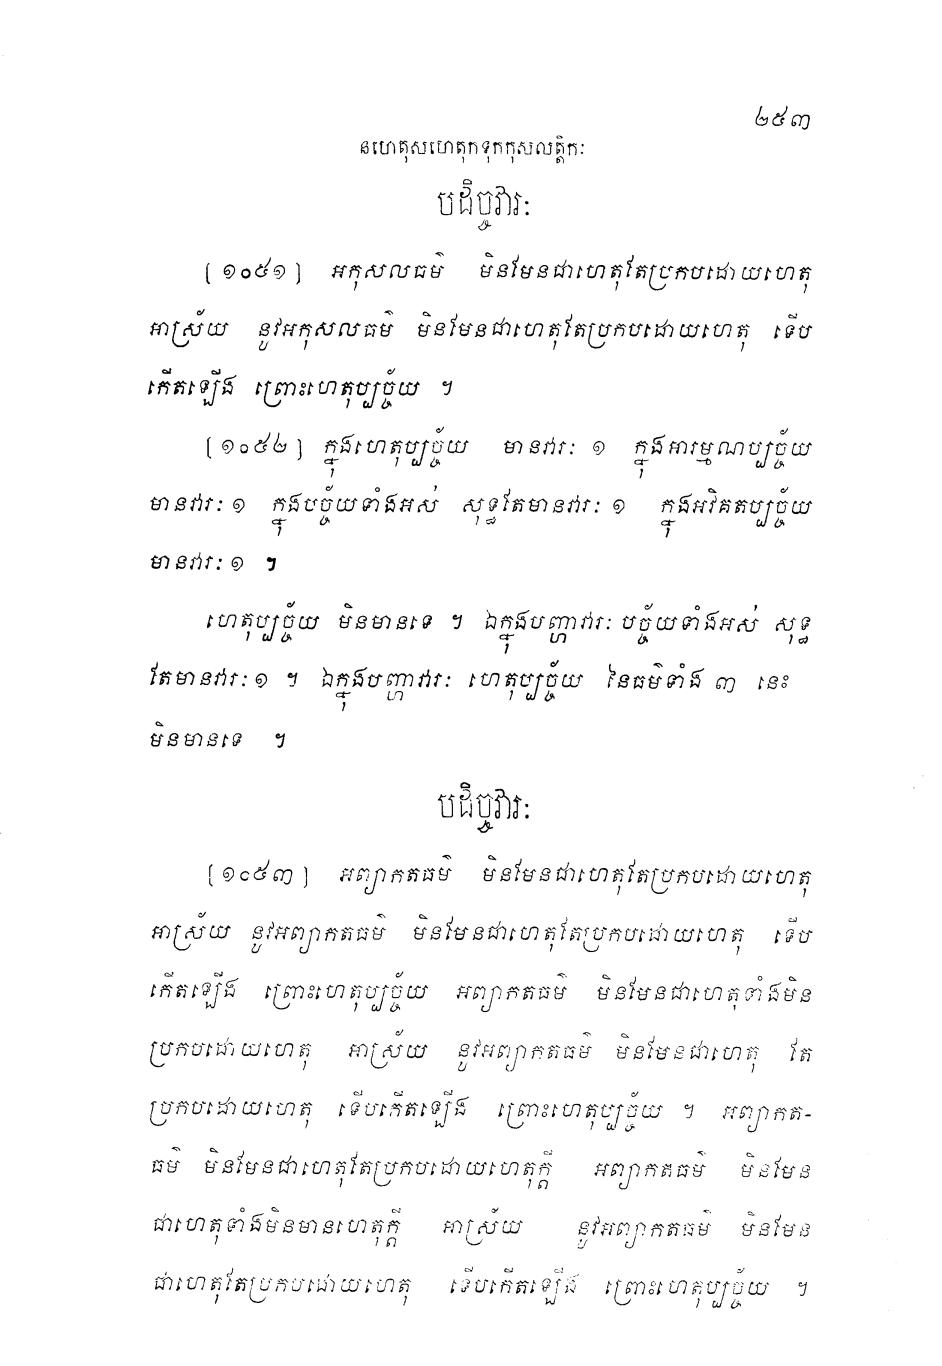 ២៥៣
នហេតុសហេតុកទុកកុសលត្តិកៈ
បដិច្ចវារៈ
[១០៥១] អកុសលធម៌ មិនមែនជាហេតុតែប្រកបដោយហេតុ
អាស្រ័យ នូវអកុសលធម៌ មិនមែនជាហេតុតែប្រកបដោយហេតុ ទើប
កើតឡើង ព្រោះហេតុប្បច្ច័យ ។
[១០៥២] ក្នុងហេតុប្បច្ច័យ មានវារៈ ១ ក្នុងអារម្មណប្បច្ច័យ
មានវារៈ ១ ក្នុងបច្ច័យទាំងអស់ សុទ្ធតែមានវារៈ ១ ក្នុងអវិគតប្បច្ច័យ
មានវារៈ ១ ។
ហេតុប្បច្ច័យ មិនមានទេ ។ ឯក្នុងបញ្ហាវារៈ បច្ច័យទាំងអស់ សុទ្ធ
តែមានវារៈ ១ ។ ឯក្នុងបញ្ហាវារៈ ហេតុប្បច្ច័យ នៃធម៌ទាំង ៣ នេះ
មិនមានទេ ។
បដិច្ចវារៈ
[១០៥៣] អព្យាកតធម៌ មិនមែនជាហេតុតែប្រកបដោយហេតុ
អាស្រ័យ នូវអព្យាកតធម៌ មិនមែនជាហេតុតែប្រកបដោយហេតុ ទើប
កើតឡើង ព្រោះហេតុប្បច្ច័យ អព្យាកតធម៌ មិនមែនជាហេតុទាំងមិន
ប្រកបដោយហេតុ អាស្រ័យ នូវអព្យាកតធម៌ មិនមែនជាហេតុ តែ
ប្រកបដោយហេតុ ទើបកើតឡើង ព្រោះហេតុប្បច្ច័យ ។ អព្យាកត-
ធម៌ មិនមែនជាហេតុតែប្រកបដោយហេតុក្តី អព្យាកតធម៌ មិនមែន
ជាហេតុទាំងមិនមានហេតុក្តី អាស្រ័យ នូវអព្យាកតធម៌ មិនមែន
ជាហេតុតែប្រកបដោយហេតុ ទើបកើតឡើង ព្រោះហេតុប្បច្ច័យ ។